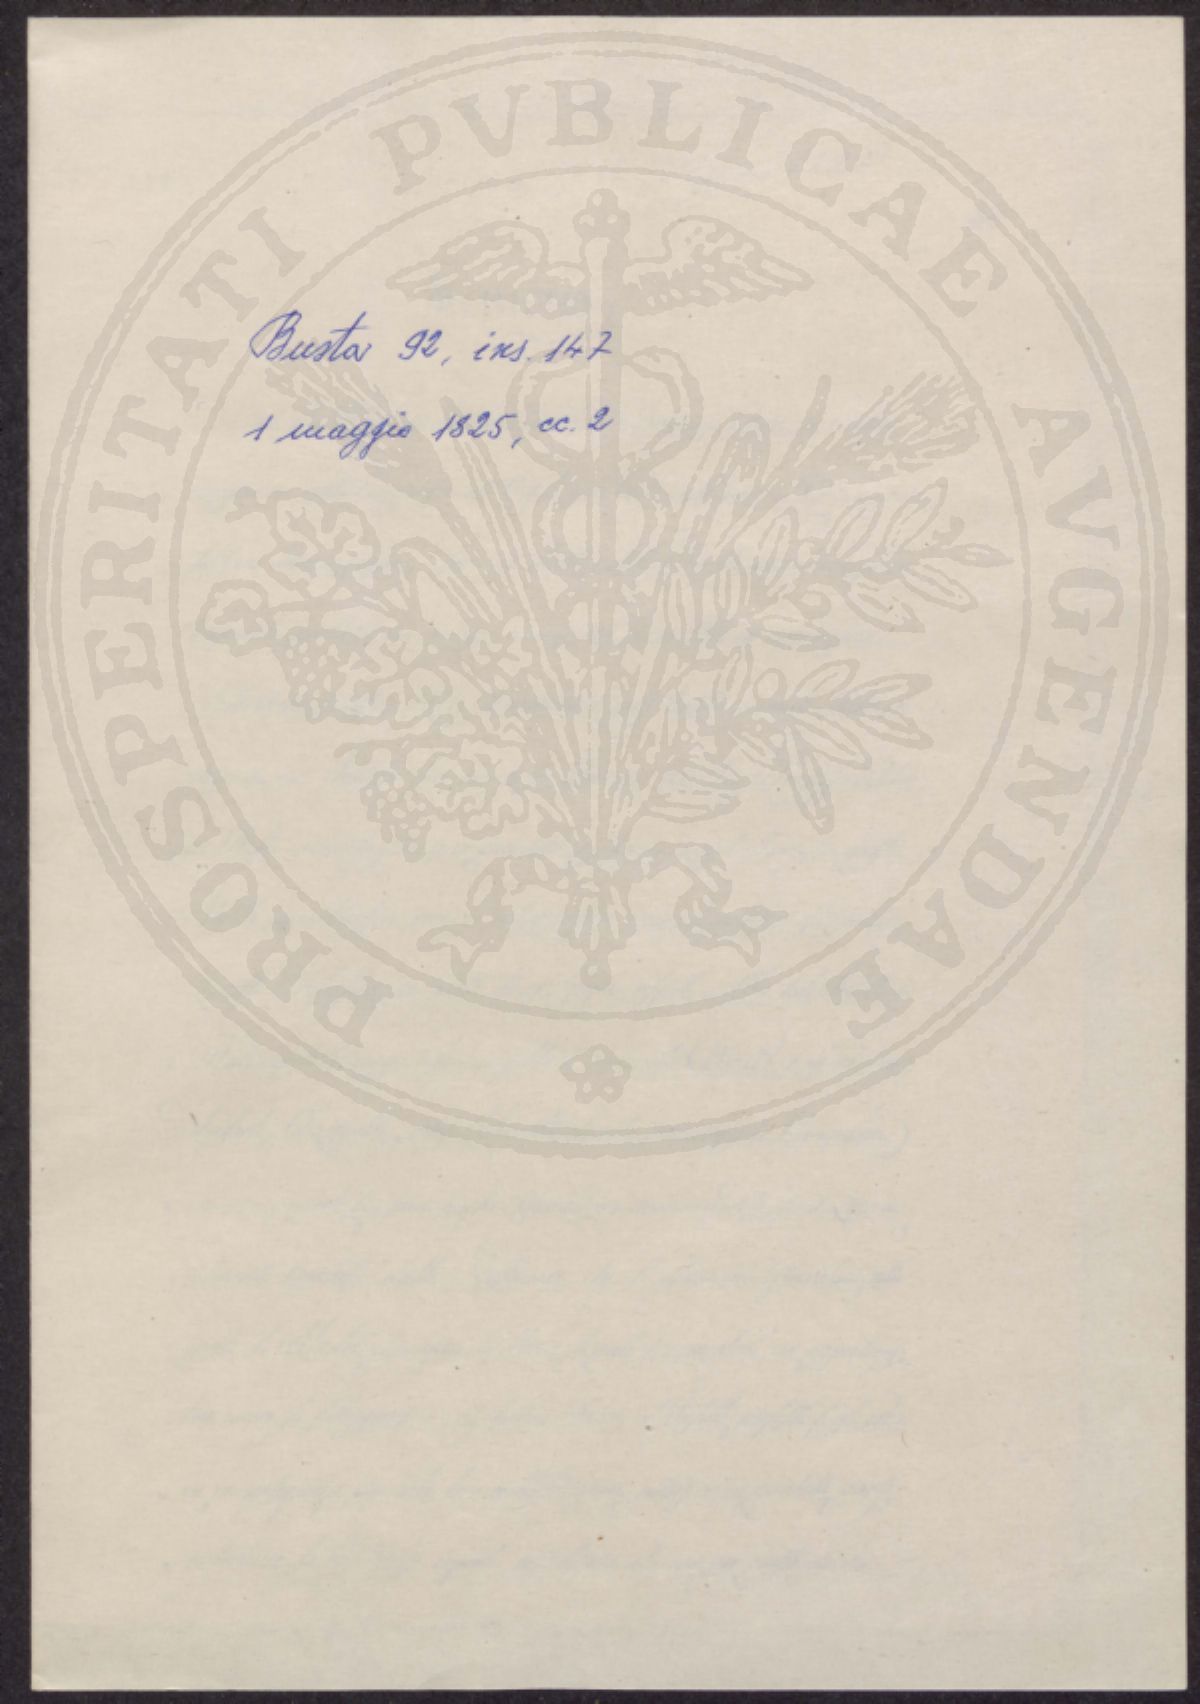 PROSPERITATI PVBLICAE AVGENDAE
Busta 92, ins. 147
1 maggio 1825, cc. 2